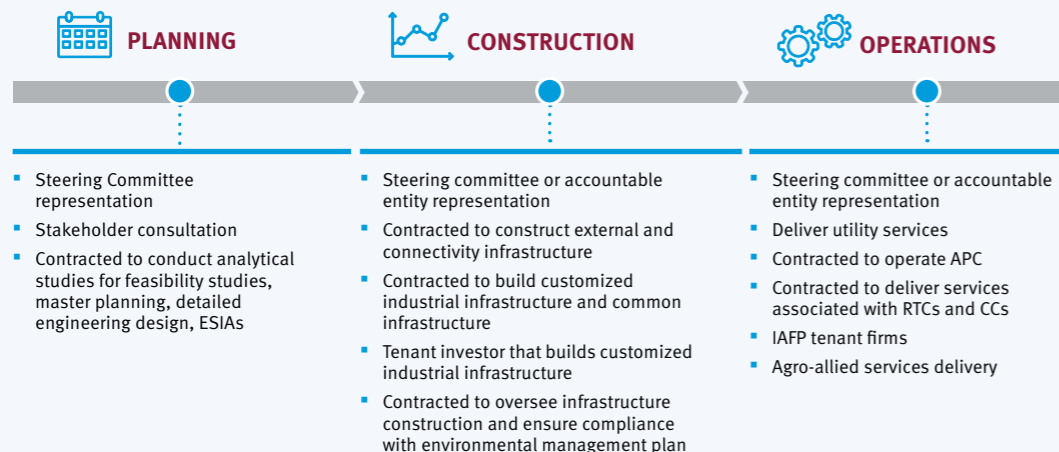 PLANNING
CONSTRUCTION
OPERATIONS
▪ Steering Committee
representation
▪ Stakeholder consultation
▪ Contracted to conduct analytical
studies for feasibility studies,
master planning, detailed
engineering design, ESIAs
▪ Steering committee or accountable
entity representation
▪ Contracted to construct external and
connectivity infrastructure
▪ Contracted to build customized
industrial infrastructure and common
infrastructure
▪ Tenant investor that builds customized
industrial infrastructure
▪ Contracted to oversee infrastructure
construction and ensure compliance
with environmental management plan
▪ Steering committee or accountable
entity representation
▪ Deliver utility services
▪ Contracted to operate APC
▪ Contracted to deliver services
associated with RTCs and CCs
▪ IAFP tenant firms
▪ Agro-allied services delivery